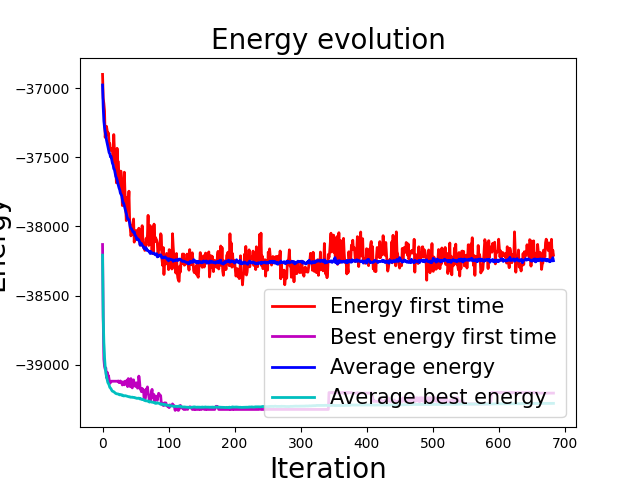 Energy evolution
Energy
−37000
−37500
−38000
−38500
−39000
Energy first time
Best energy first time
Average energy
Average best energy
0 100 200 300 400 500 600 700
Iteration